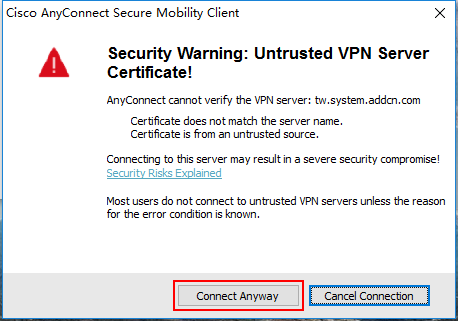 Cisco AnyConnect Secure Mobility Client
Security Warning: Untrusted VPN Server
Certificate!
AnyConnect cannot verify the VPN server: tw.system.addcn.com
Certificate does not match the server name.
Certificate is from an untrusted source.
Connecting to this server may result in a severe security compromise!
Security Risks Explained
Most users do not connect to untrusted VPN servers unless the reason
for the error condition is known.
Connect Anyway
Cancel Connection